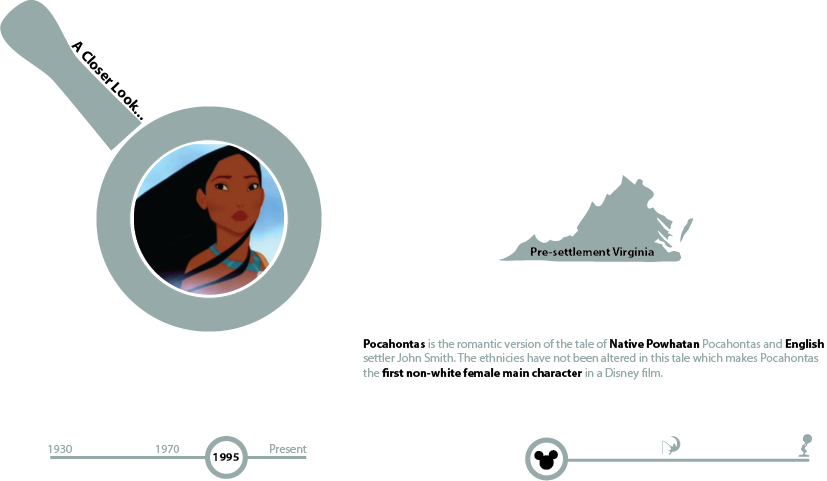 A Closer Look...
Pre-settlement Virginia
Pocahontas is the romantic version of the tale of Native Powhatan Pocahontas and English
settler John Smith. The ethnicies have not been altered in this tale which makes Pocahontas
the first non-white female main character in a Disney film.
1930 1970 1995 Present